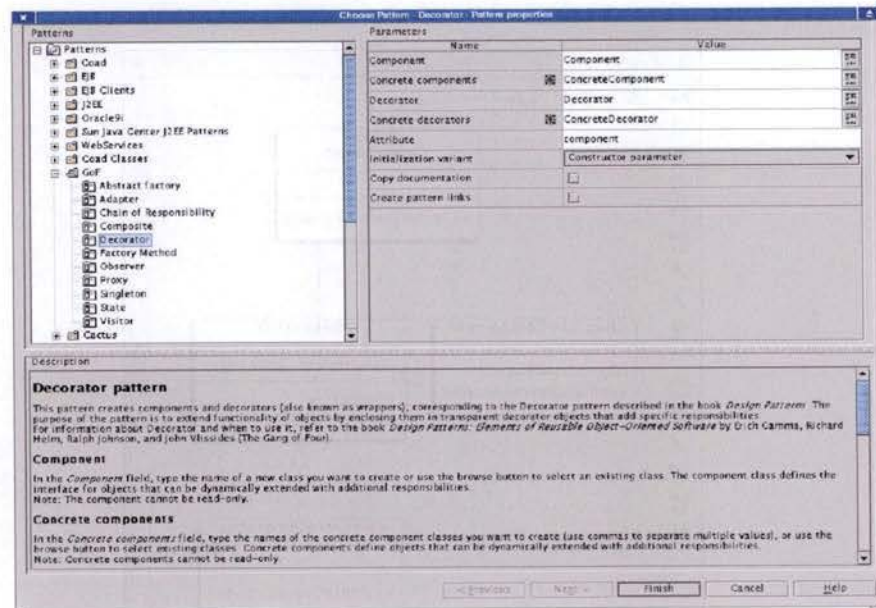 Choose Pattern - Decorator - Pattern properties
Patterns
Patterns
Coad
EJB
EJB Clients
J2EE
Oracle9i
Sun Java Center J2EE Patterns
WebServices
Coad Classes
GoF
Abstract factory
Adapter
Chain of Responsibility
Composite
Decorator
Factory Method
Observer
Proxy
Singleton
State
Visitor
Cactus
Parameters
Name Value
Component Component
Concrete components ConcreteComponent
Decorator Decorator
Concrete decorators ConcreteDecorator
Attribute component
Initialization variant Constructor parameter
Copy documentation
Create pattern links
Description
Decorator pattern
This pattern creates components and decorators (also known as wrappers), corresponding to the Decorator pattern described in the book Design Patterns. The
purpose of the pattern is to extend functionality of objects by enclosing them in transparent decorator objects that add specific responsibilities.
For information about Decorator and when to use it, refer to the book Design Patterns: Elements of Reusable Object-Oriented Software by Erich Gamma, Richard
Helm, Ralph Johnson, and John Vlissides (The Gang of Four).
Component
In the Component field, type the name of a new class you want to create or use the browse button to select an existing class. The component class defines the
interface for objects that can be dynamically extended with additional responsibilities.
Note: The component cannot be read-only.
Concrete components
In the Concrete components field, type the names of the concrete component classes you want to create (use commas to separate multiple values), or use the
browse button to select existing classes. Concrete components define objects that can be dynamically extended with additional responsibilities.
Note: Concrete components cannot be read-only.
< Previous Next > Finish Cancel Help